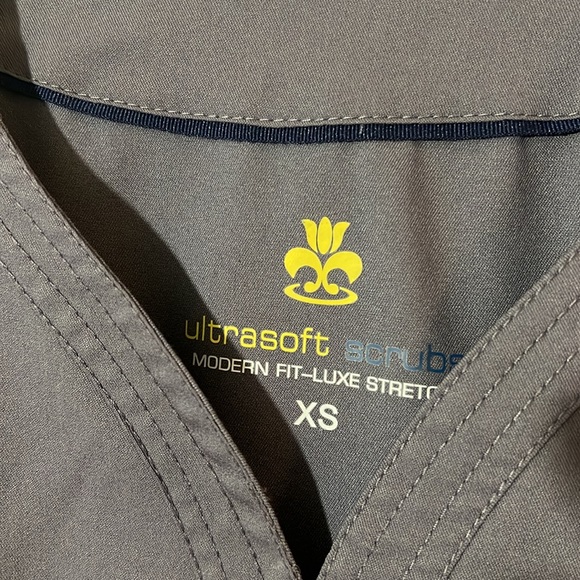 ultrasoft scrubs
MODERN FIT–LUXE STRETC
XS